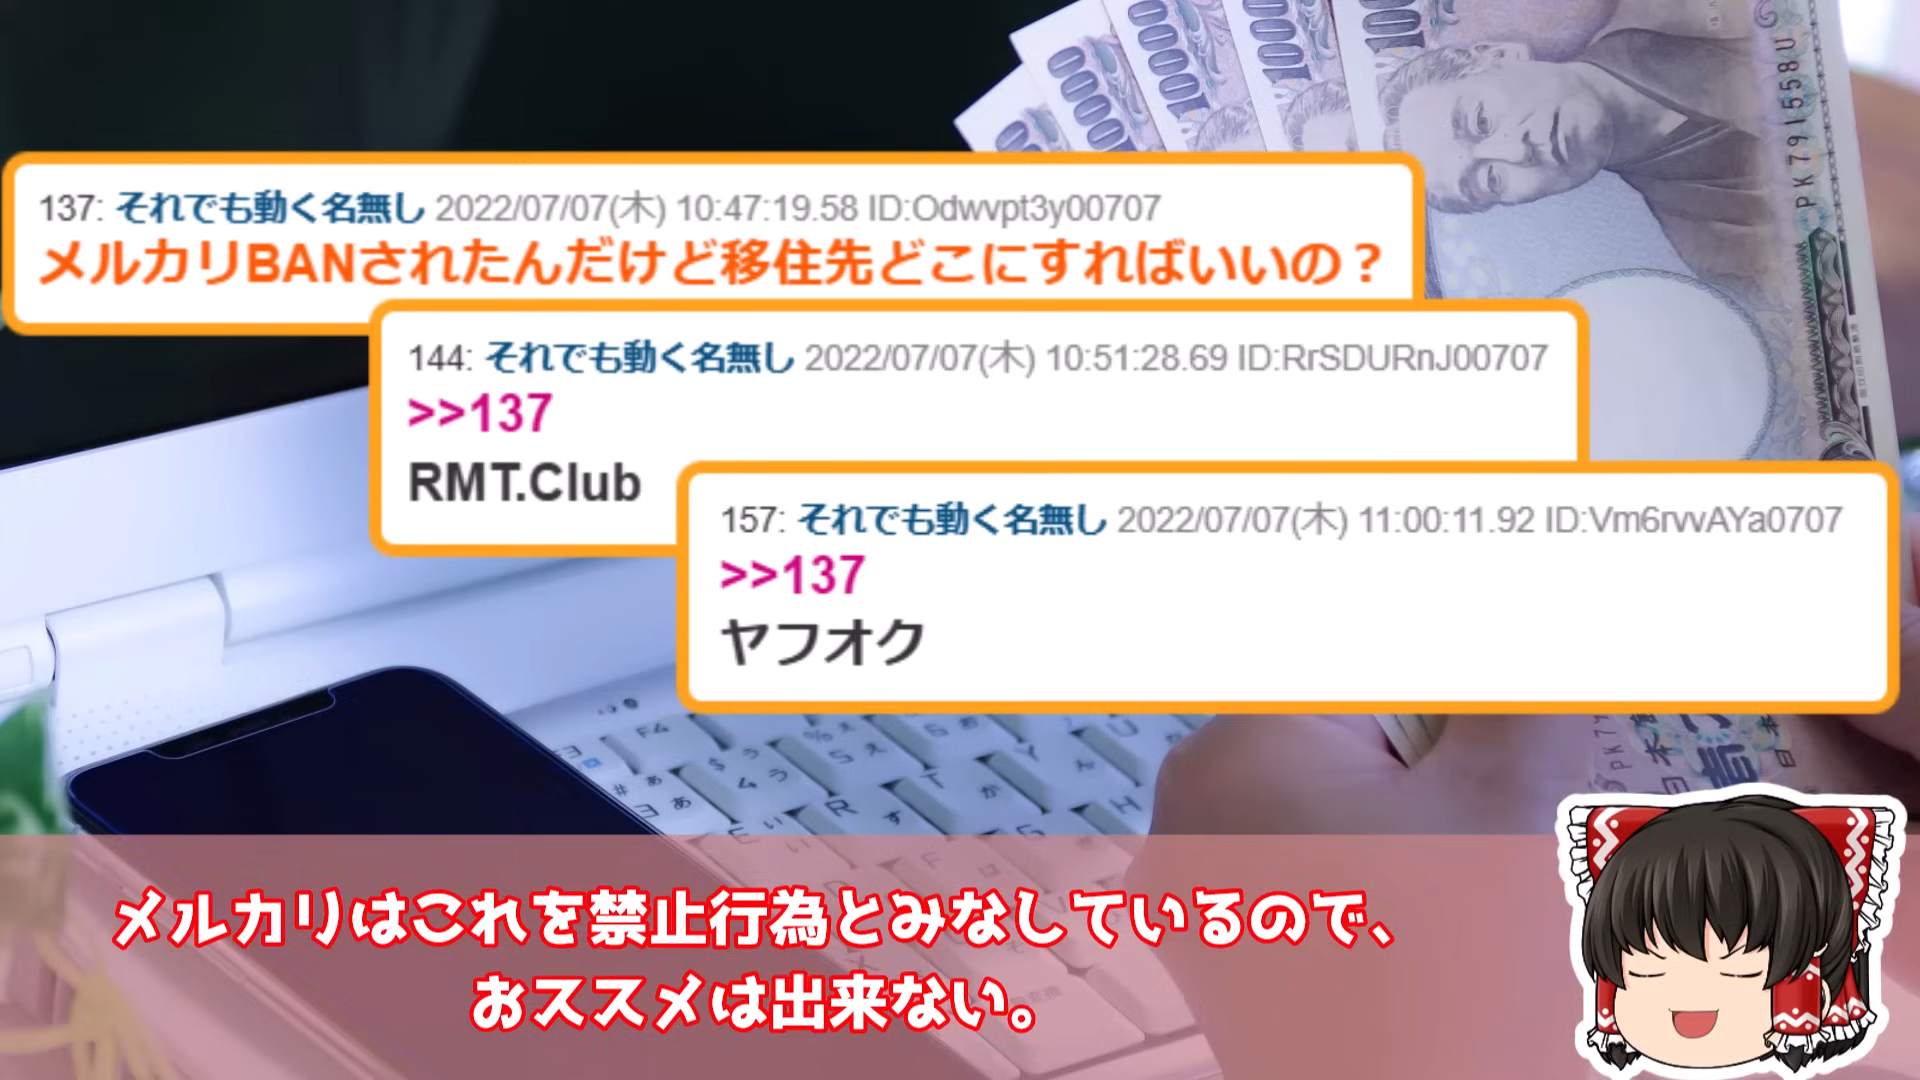 137: それでも動く名無し 2022/07/07(木) 10:47:19.58 ID:Odwvpt3y00707
メルカリBANされたんだけど移住先どこにすればいいの？
144: それでも動く名無し 2022/07/07(木) 10:51:28.69 ID:RrSDURnJ00707
>>137
RMT.Club
157: それでも動く名無し 2022/07/07(木) 11:00:11.92 ID:Vm6rvvAYa0707
>>137
ヤフオク
メルカリはこれを禁止行為とみなしているので、
おススメは出来ない。
PK791558U